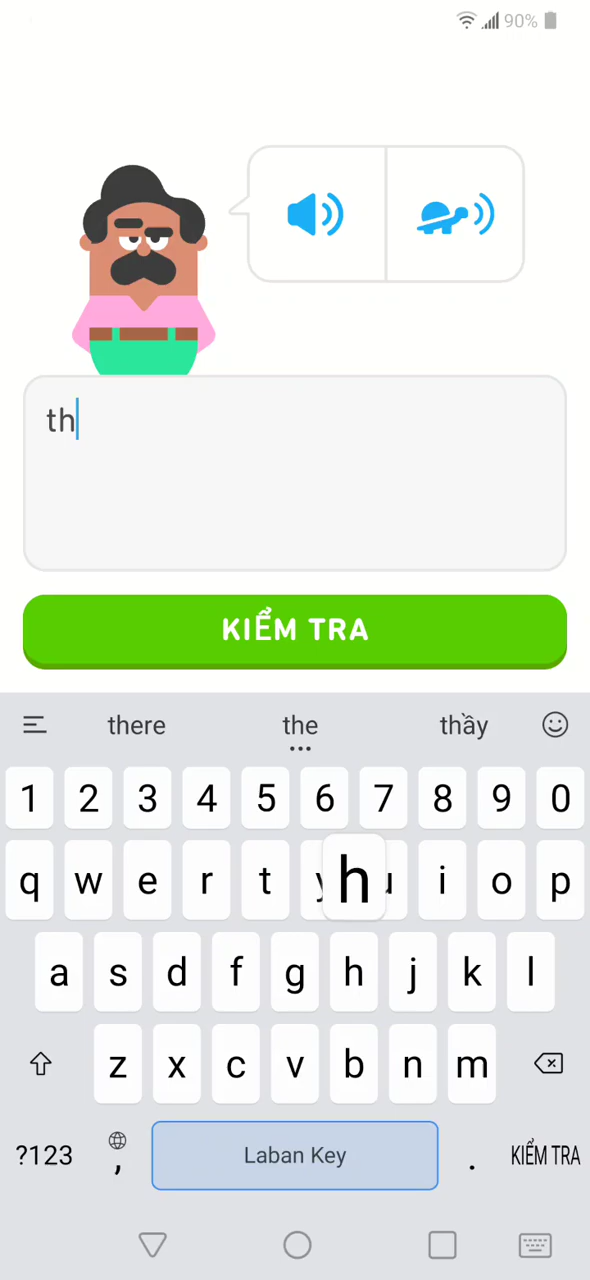 90%
th
KIỂM TRA
there the thầy
1 2 3 4 5 6 7 8 9 0
q w e r t y h u i o p
a s d f g h j k l
z x c v b n m
?123 , Laban Key . KIỂM TRA